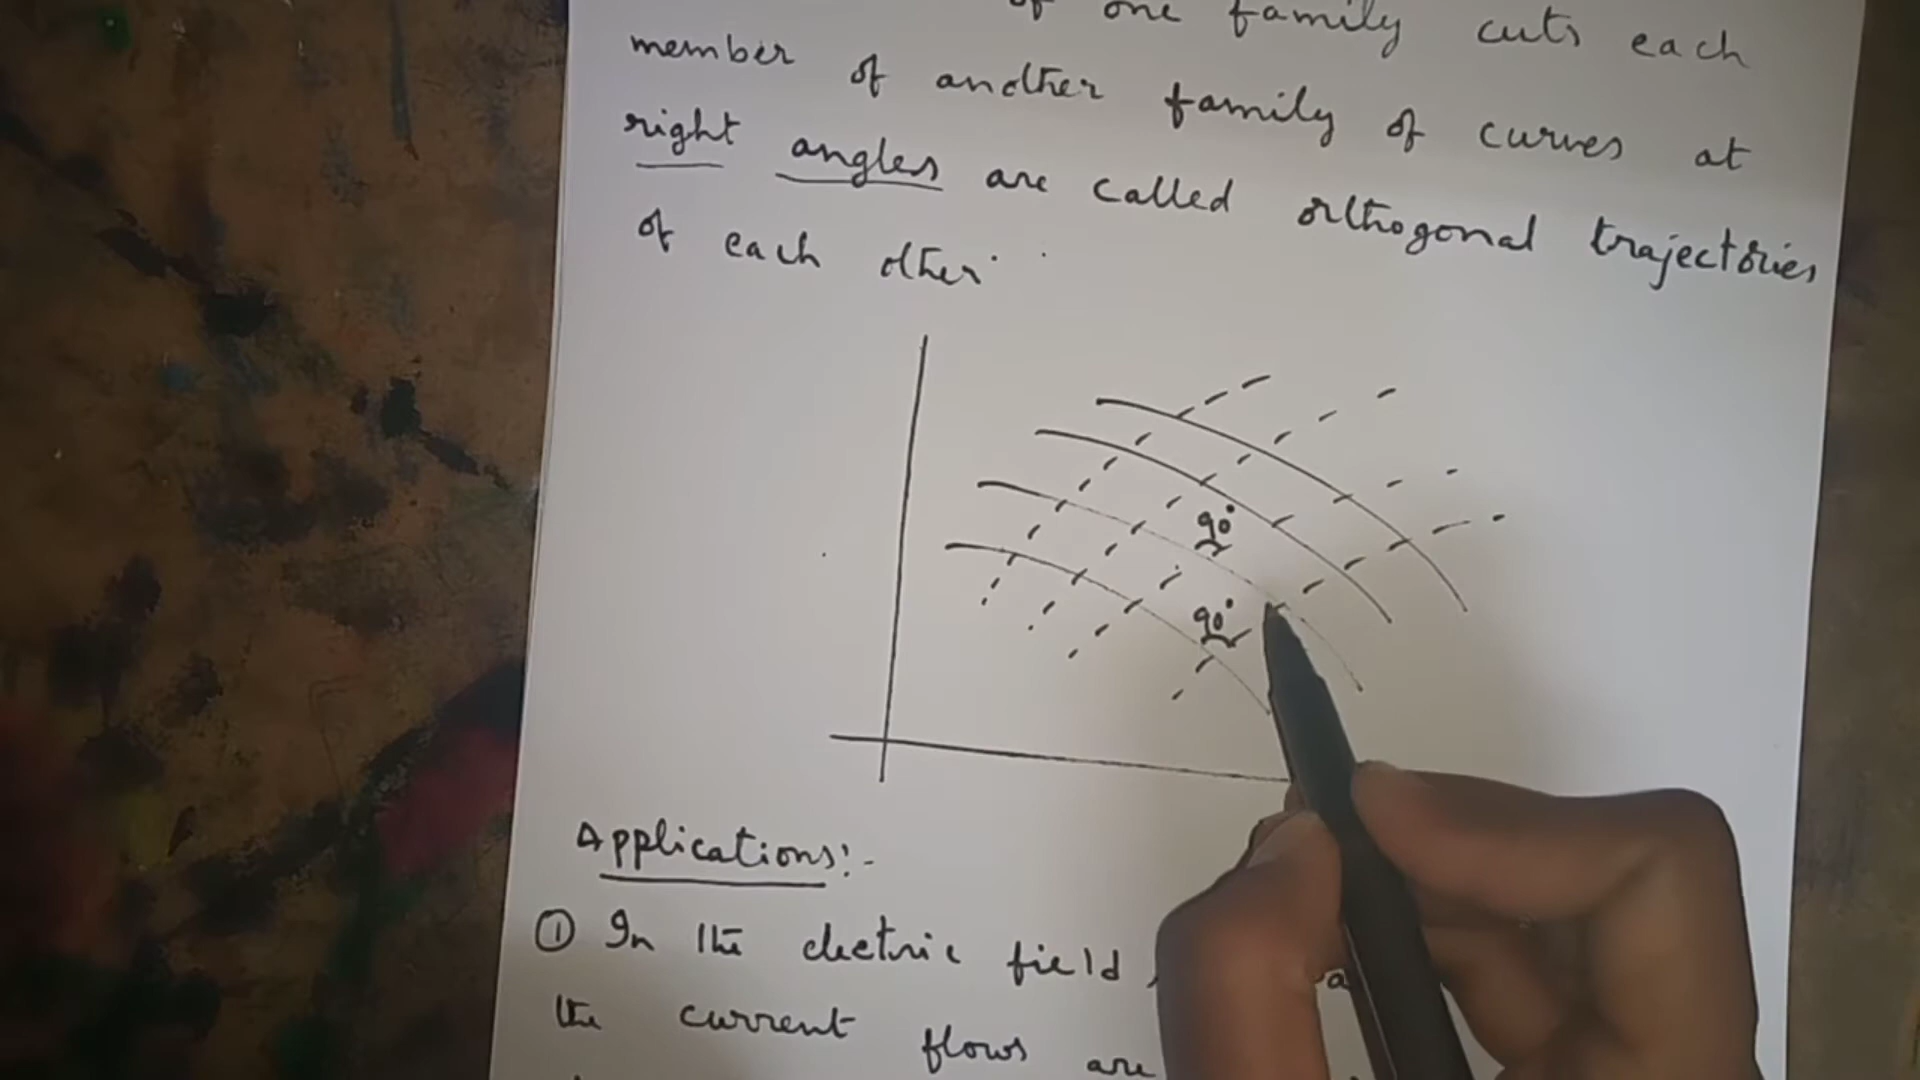 of one family cuts each
member of another family of curves at
right angles are called orthogonal trajectories
of each other.
90°
90°
Applications:-
① In the electric field,
the current flows are